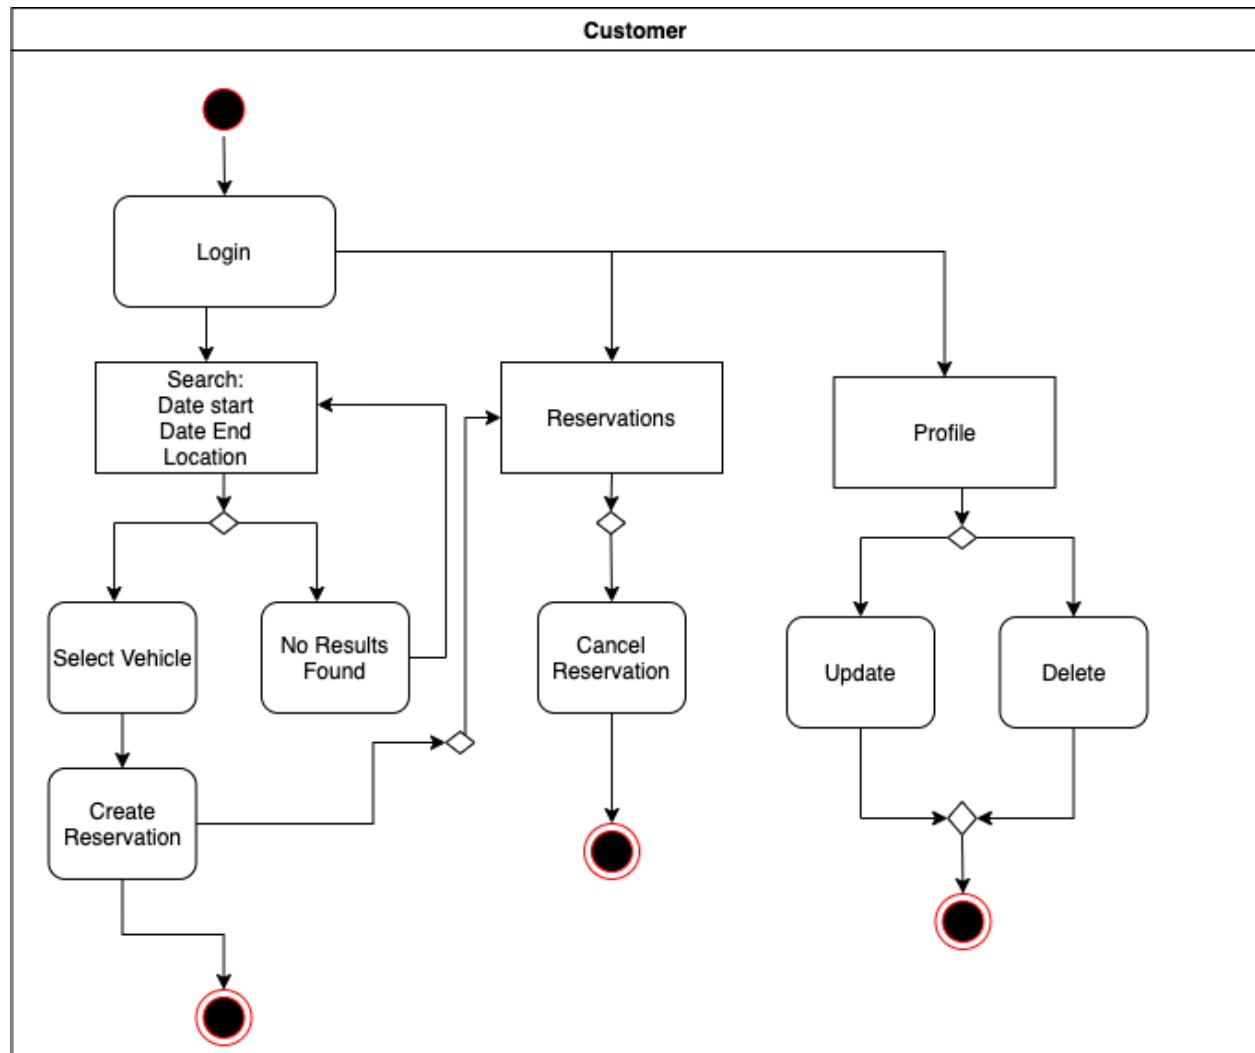 Customer
Login
Search:
Date start
Date End
Location
Reservations
Profile
Select Vehicle
No Results
Found
Cancel
Reservation
Update
Delete
Create
Reservation